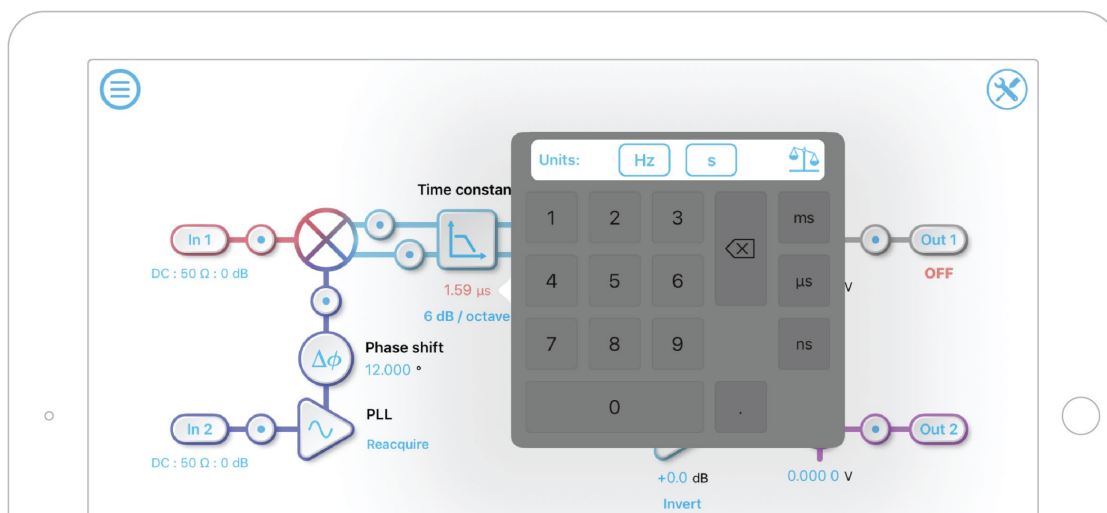 Units: Hz s
Time constan
1 2 3 ms
In 1
Out 1
DC : 50 Ω : 0 dB
OFF
4 5 6 µs
V
1.59 µs
6 dB / octave
7 8 9 ns
Phase shift
Δϕ
12.000 °
0 .
PLL
In 2
Out 2
Reacquire
DC : 50 Ω : 0 dB
+0.0 dB
0.000 0 V
Invert